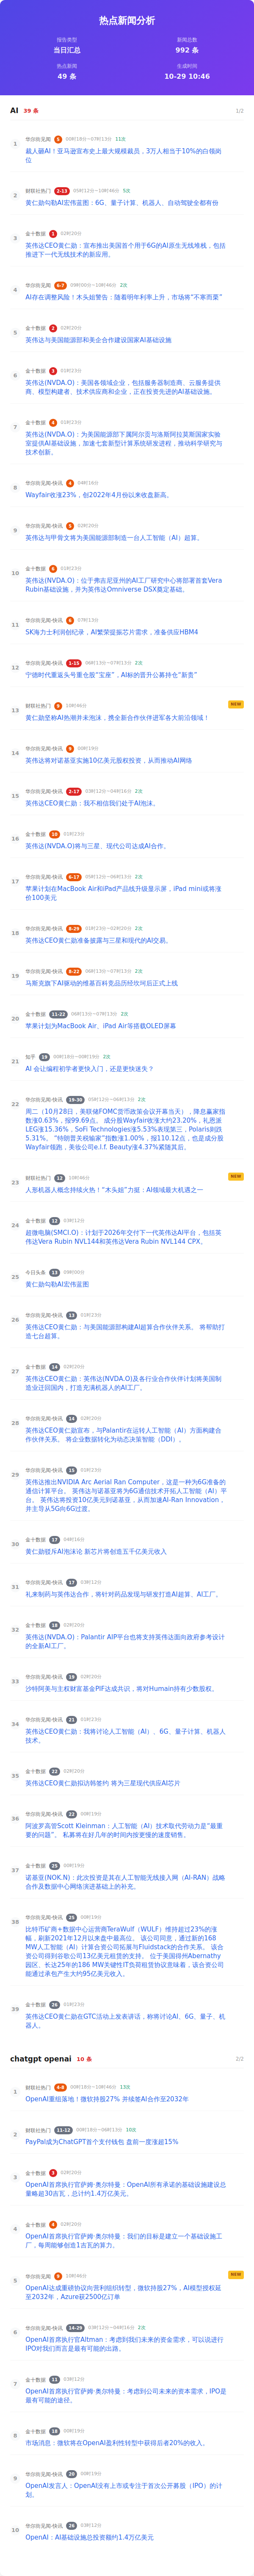 热点新闻分析
报告类型
新闻总数
当日汇总
992 条
热点新闻
生成时间
49 条
10-29 10:46
AI 39 条
1/2
1
华尔街见闻 5 00时18分~07时13分 11次
裁人砸AI！亚马逊宣布史上最大规模裁员，3万人相当于10%的白领岗
位
2
财联社热门 2-13 05时12分~10时46分 5次
黄仁勋勾勒AI宏伟蓝图：6G、量子计算、机器人、自动驾驶全都有份
3
金十数据 1 02时20分
英伟达CEO黄仁勋：宣布推出美国首个用于6G的AI原生无线堆栈，包括
推进下一代无线技术的新应用。
4
华尔街见闻 6-7 09时00分~10时46分 2次
AI存在调整风险！木头姐警告：随着明年利率上升，市场将“不寒而栗”
5
金十数据 2 02时20分
英伟达与美国能源部和美企合作建设国家AI基础设施
6
金十数据 3 01时23分
英伟达(NVDA.O)：美国各领域企业，包括服务器制造商、云服务提供
商、模型构建者、技术供应商和企业，正在投资先进的AI基础设施。
7
金十数据 4 01时23分
英伟达(NVDA.O)：为美国能源部下属阿尔贡与洛斯阿拉莫斯国家实验
室提供AI基础设施，加速七套新型计算系统研发进程，推动科学研究与
技术创新。
8
华尔街见闻-快讯 4 04时16分
Wayfair收涨23%，创2022年4月份以来收盘新高。
9
华尔街见闻-快讯 5 02时20分
英伟达与甲骨文将为美国能源部制造一台人工智能（AI）超算。
10
金十数据 6 01时23分
英伟达(NVDA.O)：位于弗吉尼亚州的AI工厂研究中心将部署首套Vera
Rubin基础设施，并为英伟达Omniverse DSX奠定基础。
11
华尔街见闻-快讯 6 07时13分
SK海力士利润创纪录，AI繁荣提振芯片需求，准备供应HBM4
12
华尔街见闻-快讯 1-15 06时13分~07时13分 2次
宁德时代重返头号重仓股“宝座”，AI标的晋升公募持仓“新贵”
13
财联社热门 9 10时46分
NEW
黄仁勋坚称AI热潮并未泡沫，携全新合作伙伴进军各大前沿领域！
14
华尔街见闻-快讯 9 00时19分
英伟达将对诺基亚实施10亿美元股权投资，从而推动AI网络
15
华尔街见闻-快讯 2-17 03时12分~04时16分 2次
英伟达CEO黄仁勋：我不相信我们处于AI泡沫。
16
金十数据 10 01时23分
英伟达(NVDA.O)将与三星、现代公司达成AI合作。
17
华尔街见闻-快讯 6-17 05时12分~06时13分 2次
苹果计划在MacBook Air和iPad产品线升级显示屏，iPad mini或将涨
价100美元
18
华尔街见闻-快讯 8-29 01时23分~02时20分 2次
英伟达CEO黄仁勋准备披露与三星和现代的AI交易。
19
华尔街见闻-快讯 8-22 06时13分~07时13分 2次
马斯克旗下AI驱动的维基百科竞品历经坎坷后正式上线
20
金十数据 11-22 06时13分~07时13分 2次
苹果计划为MacBook Air、iPad Air等搭载OLED屏幕
21
知乎 19 00时18分~00时19分 2次
AI 会让编程初学者更快入门，还是更快迷失？
22
华尔街见闻-快讯 19-30 05时12分~06时13分 2次
周二（10月28日，美联储FOMC货币政策会议开幕当天），降息赢家指
数涨0.63%，报99.69点。 成分股Wayfair收涨大约23.20%，礼恩派
LEG涨15.36%，SoFi Technologies涨5.53%表现第三，Polaris则跌
5.31%。 “特朗普关税输家”指数涨1.00%，报110.12点，也是成分股
Wayfair领跑，美妆公司e.l.f. Beauty涨4.37%紧随其后。
23
财联社热门 12 10时46分
NEW
人形机器人概念持续火热！“木头姐”力挺：AI领域最大机遇之一
24
金十数据 12 03时12分
超微电脑(SMCI.O)：计划于2026年交付下一代英伟达AI平台，包括英
伟达Vera Rubin NVL144和英伟达Vera Rubin NVL144 CPX。
25
今日头条 13 09时00分
黄仁勋勾勒AI宏伟蓝图
26
华尔街见闻-快讯 13 01时23分
英伟达CEO黄仁勋：与美国能源部构建AI超算合作伙伴关系。 将帮助打
造七台超算。
27
金十数据 14 02时20分
英伟达CEO黄仁勋：英伟达(NVDA.O)及各行业合作伙伴计划将美国制
造业迁回国内，打造充满机器人的AI工厂。
28
华尔街见闻-快讯 14 02时20分
英伟达CEO黄仁勋宣布，与Palantir在运转人工智能（AI）方面构建合
作伙伴关系。 将企业数据转化为动态决策智能（DDI）。
29
华尔街见闻-快讯 15 01时23分
英伟达推出NVIDIA Arc Aerial Ran Computer，这是一种为6G准备的
通信计算平台。 英伟达与诺基亚将为6G通信技术开拓人工智能（AI）平
台。 英伟达将投资10亿美元到诺基亚，从而加速AI-Ran Innovation，
并主导从5G向6G过渡。
30
金十数据 17 04时16分
黄仁勋驳斥AI泡沫论 新芯片将创造五千亿美元收入
31
华尔街见闻-快讯 17 03时12分
礼来制药与英伟达合作，将针对药品发现与研发打造AI超算、AI工厂。
32
金十数据 18 02时20分
英伟达(NVDA.O)：Palantir AIP平台也将支持英伟达面向政府参考设计
的全新AI工厂。
33
华尔街见闻-快讯 19 02时20分
沙特阿美与主权财富基金PIF达成共识，将对Humain持有少数股权。
34
华尔街见闻-快讯 21 01时23分
英伟达CEO黄仁勋：我将讨论人工智能（AI）、6G、量子计算、机器人
技术。
35
金十数据 22 02时20分
英伟达CEO黄仁勋拟访韩签约 将为三星现代供应AI芯片
36
华尔街见闻-快讯 22 00时19分
阿波罗高管Scott Kleinman：人工智能（AI）技术取代劳动力是“最重
要的问题”。 私募将在好几年的时间内按更慢的速度销售。
37
金十数据 25 00时19分
诺基亚(NOK.N)：此次投资是其在人工智能无线接入网（AI-RAN）战略
合作及数据中心网络演进基础上的补充。
38
华尔街见闻-快讯 25 00时19分
比特币矿商+数据中心运营商TeraWulf（WULF）维持超过23%的涨
幅，刷新2021年12月以来盘中最高位。 该公司同意，通过新的168
MW人工智能（AI）计算合资公司拓展与Fluidstack的合作关系。 该合
资公司得到谷歌公司13亿美元租赁的支持。 位于美国得州Abernathy
园区、长达25年的186 MW关键性IT负荷租赁协议意味着，该合资公司
能通过承包产生大约95亿美元收入。
39
金十数据 26 01时23分
英伟达CEO黄仁勋在GTC活动上发表讲话，称将讨论AI、6G、量子、机
器人。
chatgpt openai 10 条
2/2
1
财联社热门 4-8 00时18分~10时46分 13次
OpenAI重组落地！微软持股27% 并续签AI合作至2032年
2
财联社热门 11-12 00时18分~06时13分 10次
PayPal成为ChatGPT首个支付钱包 盘前一度涨超15%
3
金十数据 3 02时20分
OpenAI首席执行官萨姆·奥尔特曼：OpenAI所有承诺的基础设施建设总
量略超30吉瓦，总计约1.4万亿美元。
4
金十数据 4 02时20分
OpenAI首席执行官萨姆·奥尔特曼：我们的目标是建立一个基础设施工
厂，每周能够创造1吉瓦的算力。
5
华尔街见闻 5 10时46分
NEW
OpenAI达成重磅协议向营利组织转型，微软持股27%，AI模型授权延
至2032年，Azure获2500亿订单
6
华尔街见闻-快讯 14-29 03时12分~04时16分 2次
OpenAI首席执行官Altman：考虑到我们未来的资金需求，可以说进行
IPO对我们而言是最有可能的出路。
7
金十数据 11 03时12分
OpenAI首席执行官萨姆·奥尔特曼：考虑到公司未来的资本需求，IPO是
最有可能的途径。
8
金十数据 18 00时19分
市场消息：微软将在OpenAI盈利性转型中获得后者20%的收入。
9
华尔街见闻-快讯 20 00时19分
OpenAI发言人：OpenAI没有上市或专注于首次公开募股（IPO）的计
划。
10
华尔街见闻-快讯 26 03时12分
OpenAI：AI基础设施总投资额约1.4万亿美元